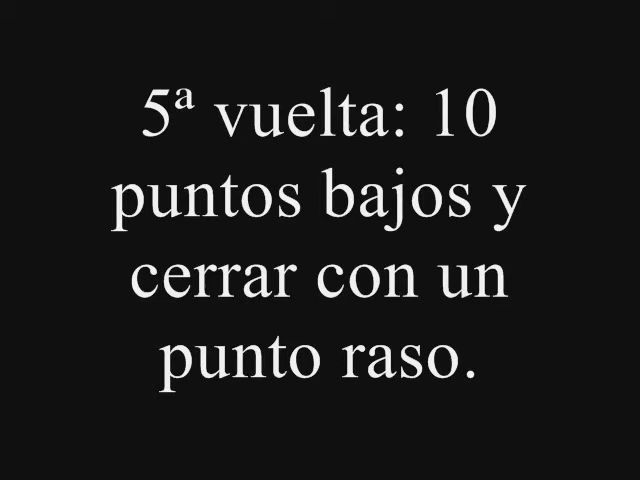 5ª vuelta: 10
puntos bajos y
cerrar con un
punto raso.